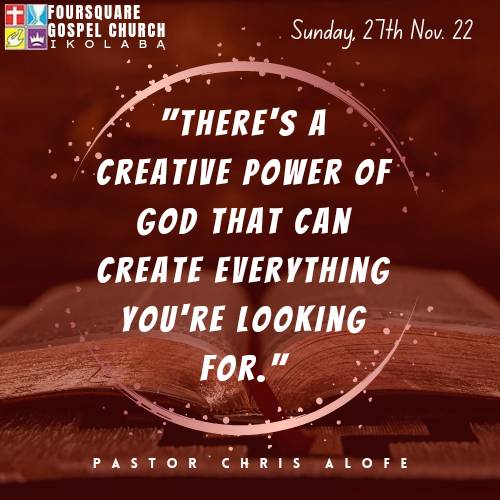 FOURSQUARE
GOSPEL CHURCH
IKOLABA
Sunday, 27th Nov. 22
"THERE'S A
CREATIVE POWER OF
GOD THAT CAN
CREATE EVERYTHING
YOU'RE LOOKING
FOR."
PASTOR CHRIS ALOFE